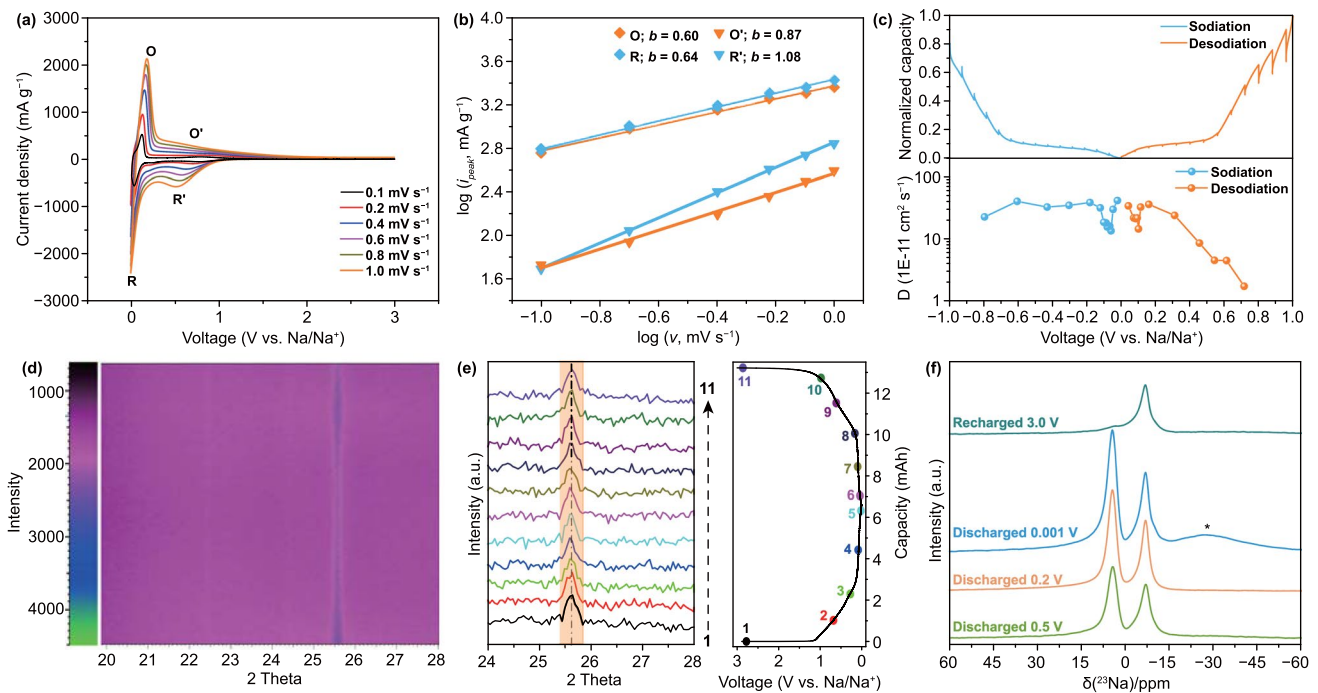 (a)
3000
2000
1000
0
−1000
−2000
−3000
Current density (mA g⁻¹)
O
O'
R'
R
0.1 mV s⁻¹
0.2 mV s⁻¹
0.4 mV s⁻¹
0.6 mV s⁻¹
0.8 mV s⁻¹
1.0 mV s⁻¹
0 1 2 3
Voltage (V vs. Na/Na⁺)
(b)
4.0
3.6
3.2
2.8
2.4
2.0
1.6
log (i_peak, mA g⁻¹)
O; b = 0.60 O'; b = 0.87
R; b = 0.64 R'; b = 1.08
−1.0 −0.8 −0.6 −0.4 −0.2 0.0
log (v, mV s⁻¹)
(c)
1.0
0.8
0.6
0.4
0.2
0.0
Normalized capacity
Sodiation
Desodiation
100
10
1
D (1E-11 cm² s⁻¹)
Sodiation
Desodiation
−1.0 −0.8 −0.6 −0.4 −0.2 0.0 0.2 0.4 0.6 0.8 1.0
Voltage (V vs. Na/Na⁺)
(d)
1000
2000
3000
4000
Intensity
20 21 22 23 24 25 26 27 28
2 Theta
(e)
Intensity (a.u.)
24 25 26 27 28
2 Theta
11
1
11
10
9
8
7
6
5
4
3
2
1
12
10
8
6
4
2
0
Capacity (mAh)
3 2 1 0
Voltage (V vs. Na/Na⁺)
(f)
Intensity (a.u.)
Recharged 3.0 V
Discharged 0.001 V
*
Discharged 0.2 V
Discharged 0.5 V
60 45 30 15 0 −15 −30 −45 −60
δ(²³Na)/ppm